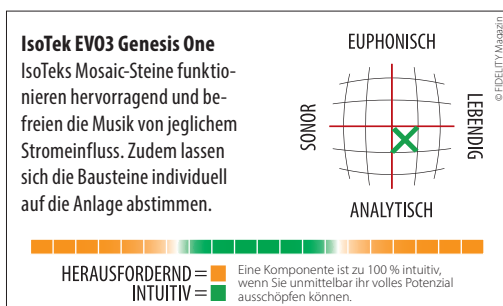 IsoTek EVO3 Genesis One
IsoTeks Mosaic-Steine funktio-
nieren hervorragend und be-
freien die Musik von jeglichem
Stromeinfluss. Zudem lassen
sich die Bausteine individuell
auf die Anlage abstimmen.
EUPHONISCH
SONOR
LEBENDIG
ANALYTISCH
© FIDELITY Magazin
HERAUSFORDERND =
INTUITIV =
Eine Komponente ist zu 100 % intuitiv,
wenn Sie unmittelbar ihr volles Potenzial
ausschöpfen können.